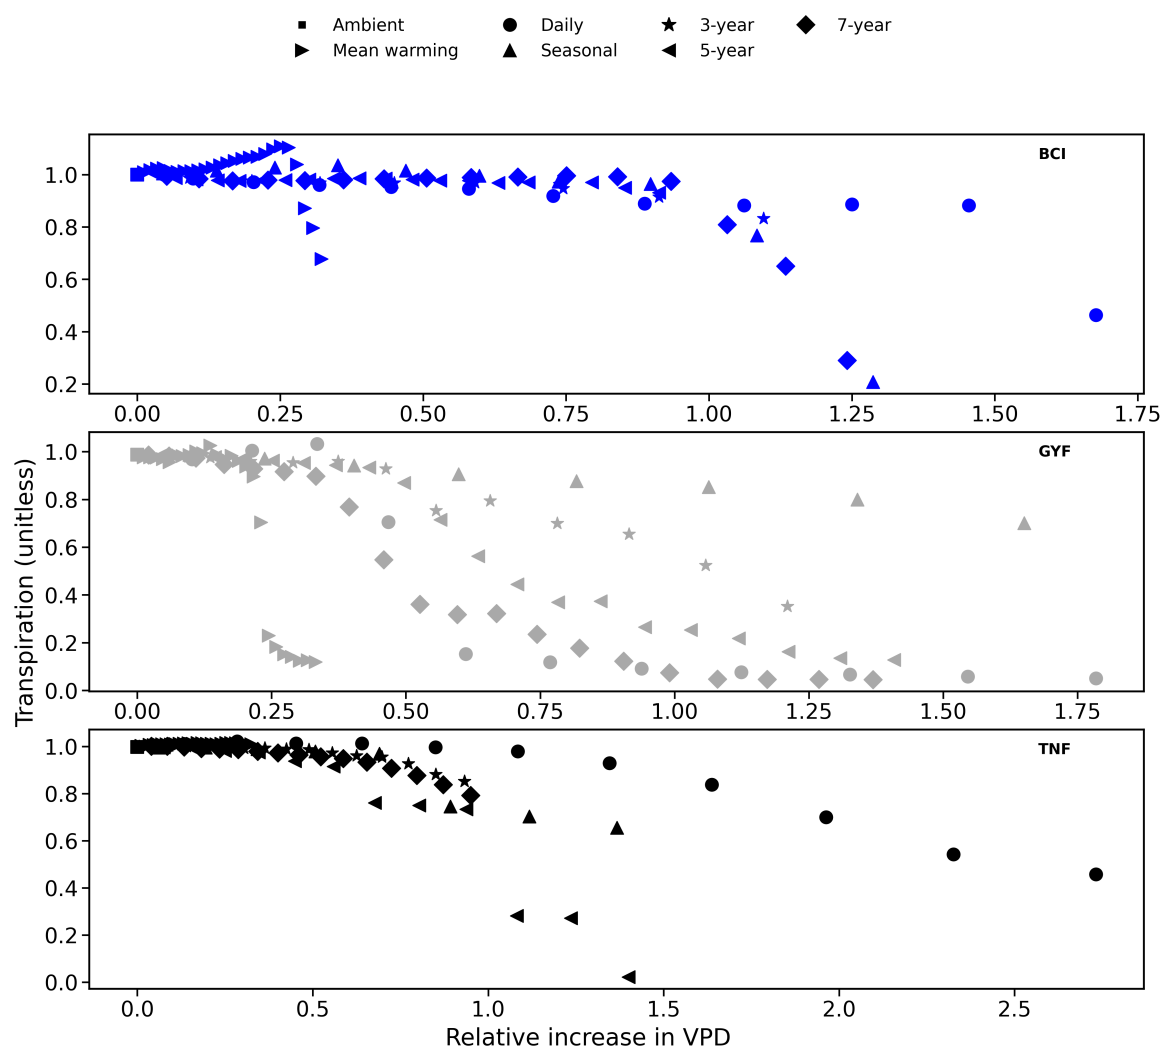 Ambient Daily 3-year 7-year
Mean warming Seasonal 5-year
BCI
1.0
0.8
0.6
0.4
0.2
0.00 0.25 0.50 0.75 1.00 1.25 1.50 1.75
GYF
1.0
0.8
0.6
0.4
0.2
0.0
0.00 0.25 0.50 0.75 1.00 1.25 1.50 1.75
Transpiration (unitless)
TNF
1.0
0.8
0.6
0.4
0.2
0.0
0.0 0.5 1.0 1.5 2.0 2.5
Relative increase in VPD